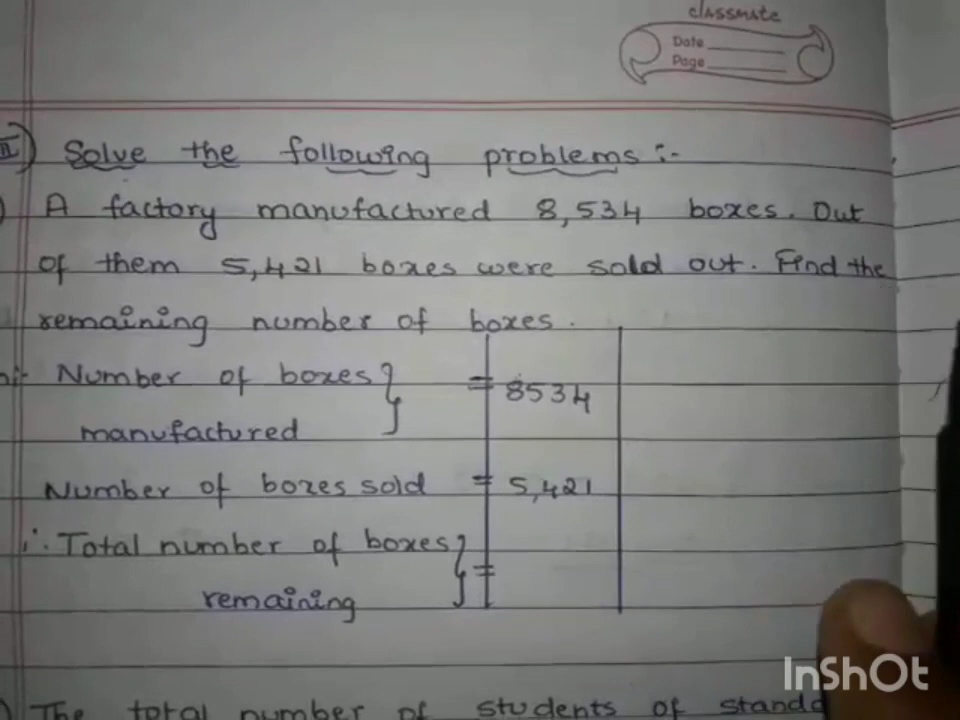 classmate
Date
Page
II) Solve the following problems :-
A factory manufactured 8,534 boxes. Out
of them 5,421 boxes were sold out. Find the
remaining number of boxes.
Number of boxes } = 8534
manufactured
Number of boxes sold = 5,421
∴ Total number of boxes } =
remaining
The total number of students of
InShOt